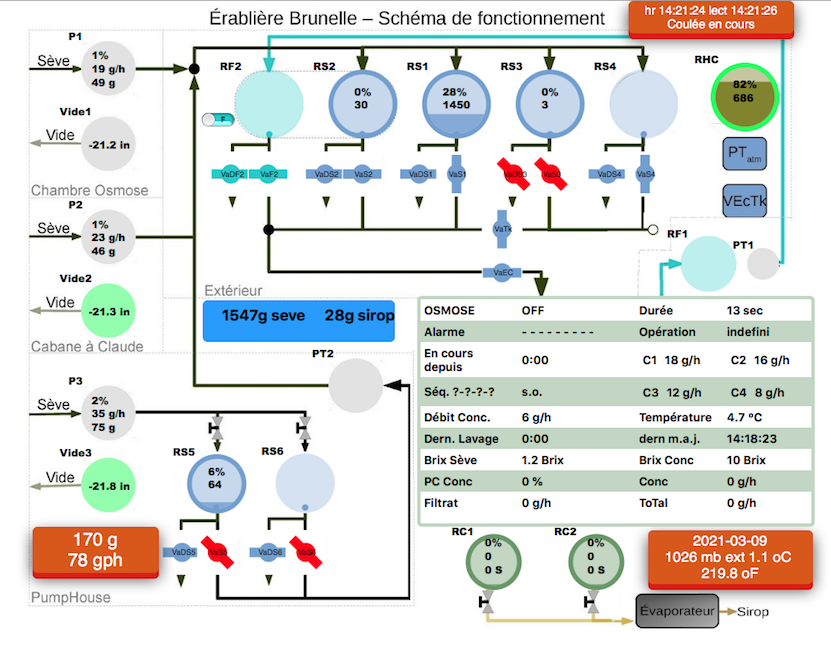 Érablière Brunelle – Schéma de fonctionnement
hr 14:21:24 lect 14:21:26
Coulée en cours
P1
Sève
1%
19 g/h
49 g
Vide1
Vide
-21.2 in
Chambre Osmose
P2
Sève
1%
23 g/h
46 g
Vide2
Vide
-21.3 in
Cabane à Claude
RF2
F
RS2
0%
30
RS1
28%
1450
RS3
0%
3
RS4
RHC
82%
686
VaDF2
VaF2
VaDS2
VaS2
VaDS1
VaS1
VaDS3
VaS3
VaDS4
VaS4
PTatm
VEcTk
VaTk
VaEC
RF1
PT1
Extérieur
1547g seve 28g sirop
PT2
OSMOSE OFF Durée 13 sec
Alarme - - - - - - - - - Opération indefini
En cours depuis 0:00 C1 18 g/h C2 16 g/h
Séq. ?-?-?-? s.o. C3 12 g/h C4 8 g/h
Débit Conc. 6 g/h Température 4.7 ºC
Dern. Lavage 0:00 dern m.a.j. 14:18:23
Brix Sève 1.2 Brix Brix Conc 10 Brix
PC Conc 0 % Conc 0 g/h
Filtrat 0 g/h ToTal 0 g/h
P3
Sève
2%
35 g/h
75 g
Vide3
Vide
-21.8 in
RS5
6%
64
RS6
VaDS5
VaS5
VaDS6
VaS6
170 g
78 gph
PumpHouse
RC1
0%
0
0 S
RC2
0%
0
0 S
2021-03-09
1026 mb ext 1.1 oC
219.8 oF
Évaporateur
Sirop